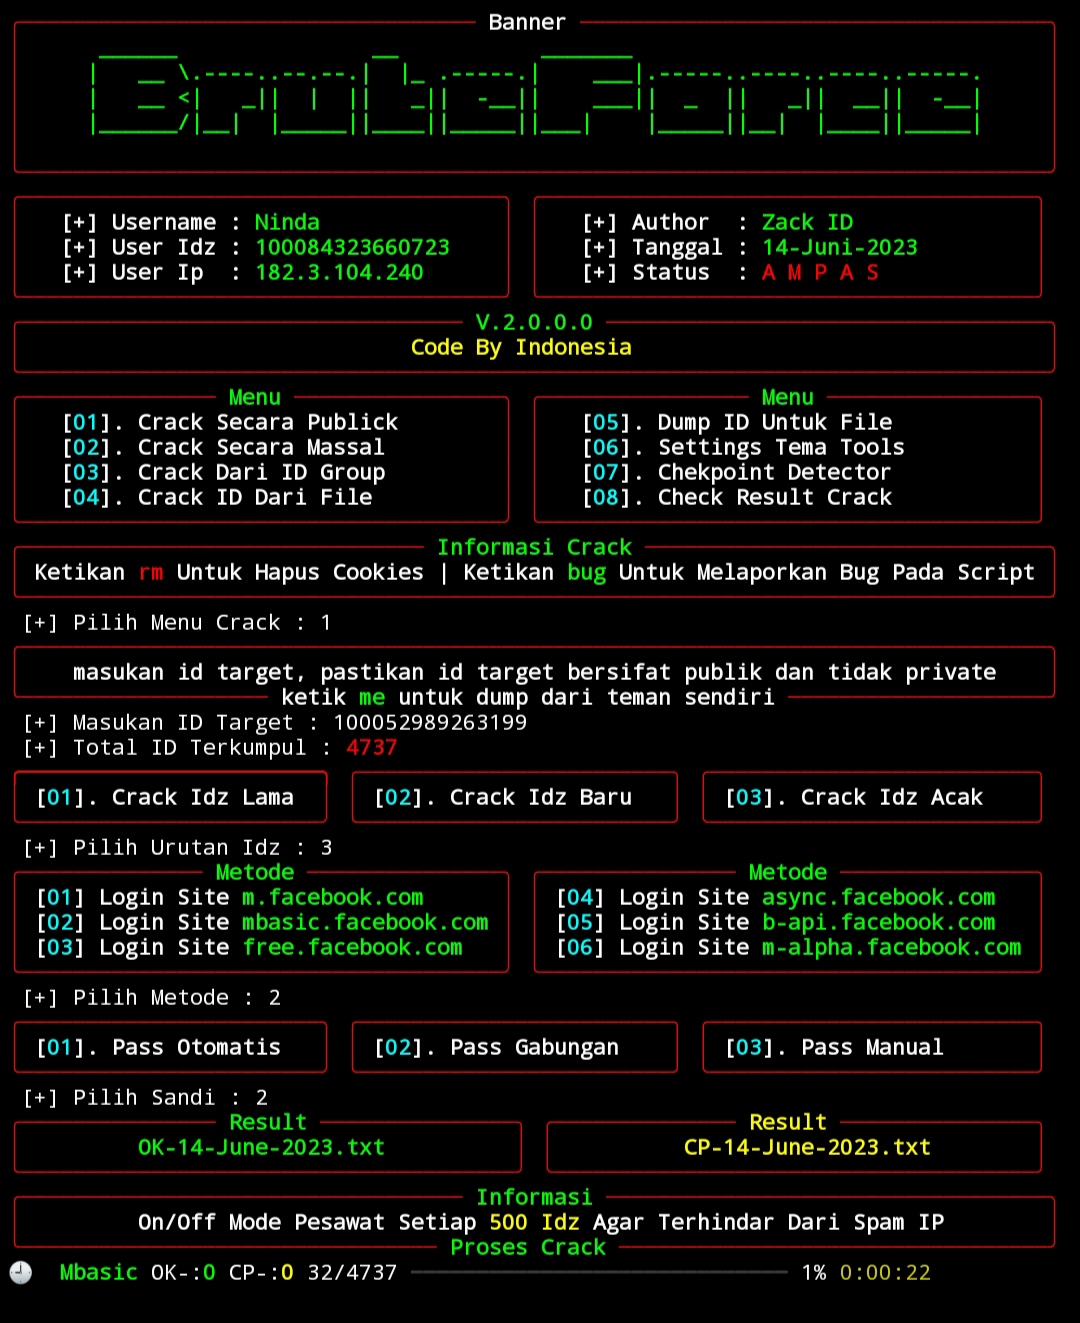 Banner
BruteForce
[+] Username : Ninda
[+] User Idz : 100084323660723
[+] User Ip  : 182.3.104.240
[+] Author  : Zack ID
[+] Tanggal : 14-Juni-2023
[+] Status  : A M P A S
V.2.0.0.0
Code By Indonesia
Menu
[01]. Crack Secara Publick
[02]. Crack Secara Massal
[03]. Crack Dari ID Group
[04]. Crack ID Dari File
Menu
[05]. Dump ID Untuk File
[06]. Settings Tema Tools
[07]. Chekpoint Detector
[08]. Check Result Crack
Informasi Crack
Ketikan rm Untuk Hapus Cookies | Ketikan bug Untuk Melaporkan Bug Pada Script
[+] Pilih Menu Crack : 1
masukan id target, pastikan id target bersifat publik dan tidak private
ketik me untuk dump dari teman sendiri
[+] Masukan ID Target : 100052989263199
[+] Total ID Terkumpul : 4737
[01]. Crack Idz Lama
[02]. Crack Idz Baru
[03]. Crack Idz Acak
[+] Pilih Urutan Idz : 3
Metode
[01] Login Site m.facebook.com
[02] Login Site mbasic.facebook.com
[03] Login Site free.facebook.com
Metode
[04] Login Site async.facebook.com
[05] Login Site b-api.facebook.com
[06] Login Site m-alpha.facebook.com
[+] Pilih Metode : 2
[01]. Pass Otomatis
[02]. Pass Gabungan
[03]. Pass Manual
[+] Pilih Sandi : 2
Result
OK-14-June-2023.txt
Result
CP-14-June-2023.txt
Informasi
On/Off Mode Pesawat Setiap 500 Idz Agar Terhindar Dari Spam IP
Proses Crack
Mbasic OK-:0 CP-:0 32/4737 1% 0:00:22